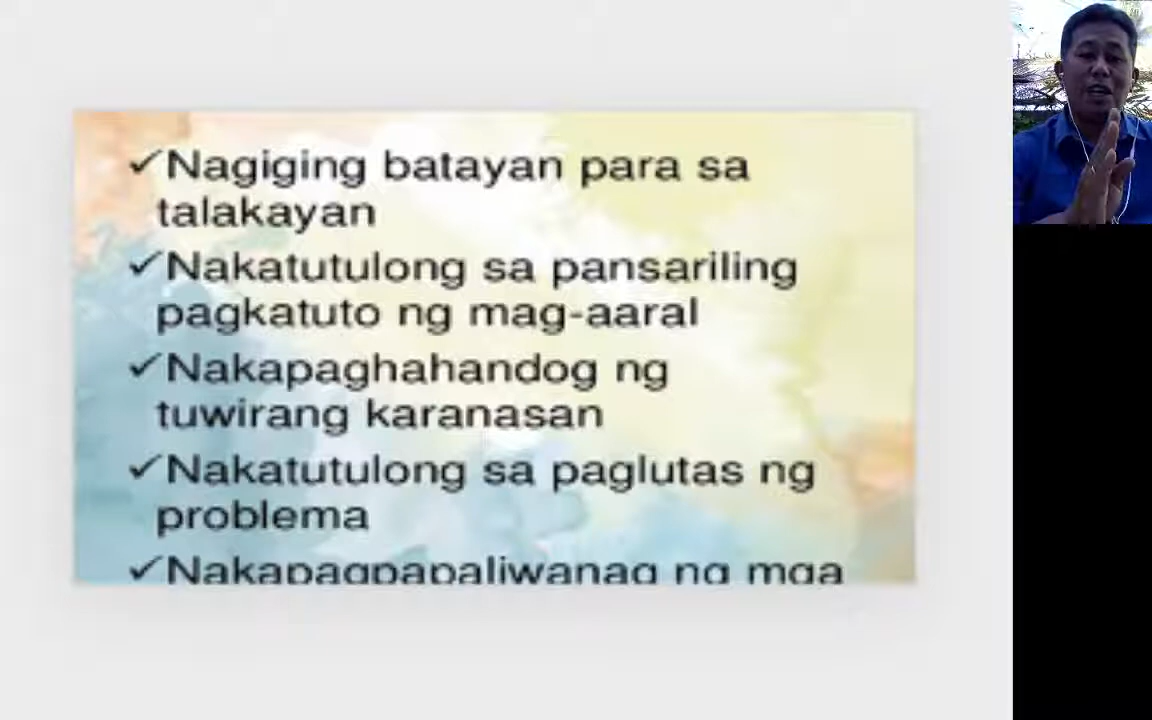 ✓Nagiging batayan para sa
talakayan
✓Nakatutulong sa pansariling
pagkatuto ng mag-aaral
✓Nakapaghahandog ng
tuwirang karanasan
✓Nakatutulong sa paglutas ng
problema
✓Nakapagpapaliwanag ng mga